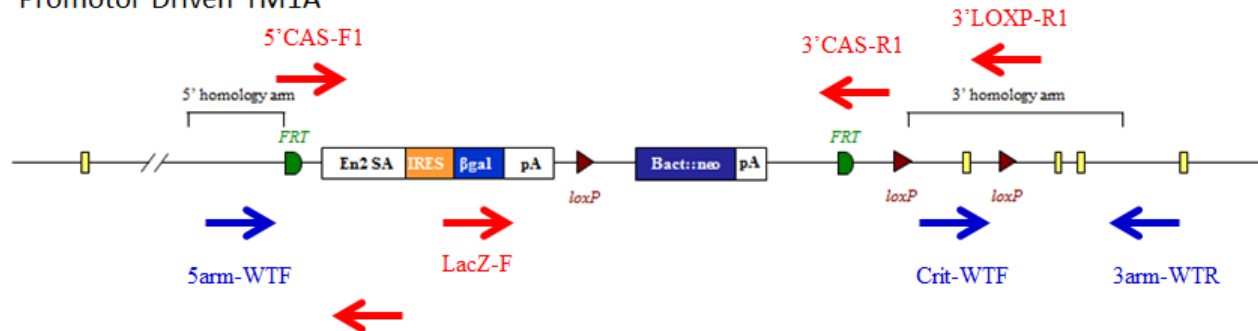 Promotor Driven TM1A
5'CAS-F1
3'CAS-R1
3'LOXP-R1
5' homology arm
3' homology arm
FRT
FRT
En2 SA
IRES
βgal
pA
loxP
Bact::neo
pA
loxP
loxP
5arm-WTF
LacZ-F
Crit-WTF
3arm-WTR